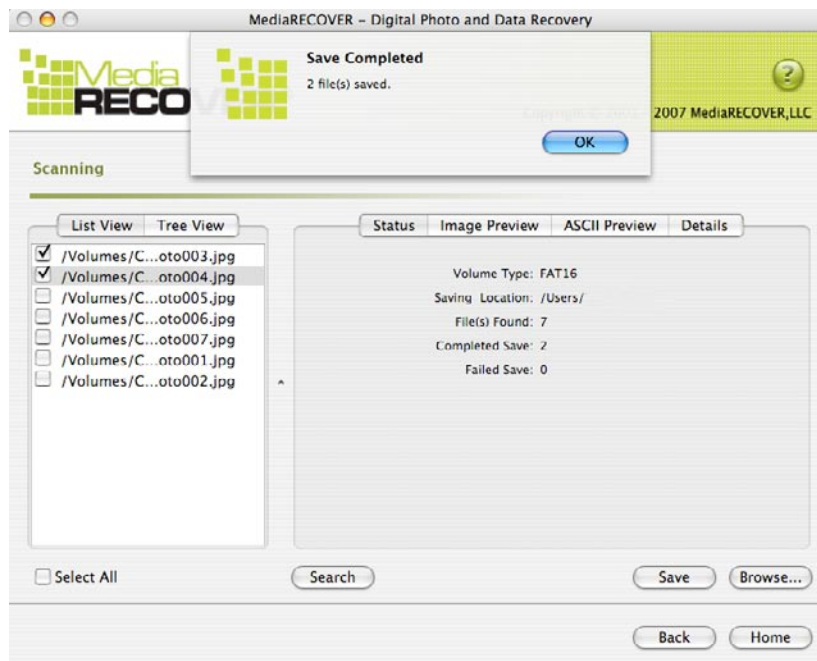 MediaRECOVER – Digital Photo and Data Recovery
Media
RECOV
Save Completed
2 file(s) saved.
OK
?
2007 MediaRECOVER,LLC
Scanning
List View Tree View
/Volumes/C...oto003.jpg
/Volumes/C...oto004.jpg
/Volumes/C...oto005.jpg
/Volumes/C...oto006.jpg
/Volumes/C...oto007.jpg
/Volumes/C...oto001.jpg
/Volumes/C...oto002.jpg
Select All
Status Image Preview ASCII Preview Details
Volume Type: FAT16
Saving Location: /Users/
File(s) Found: 7
Completed Save: 2
Failed Save: 0
Search Save Browse...
Back Home